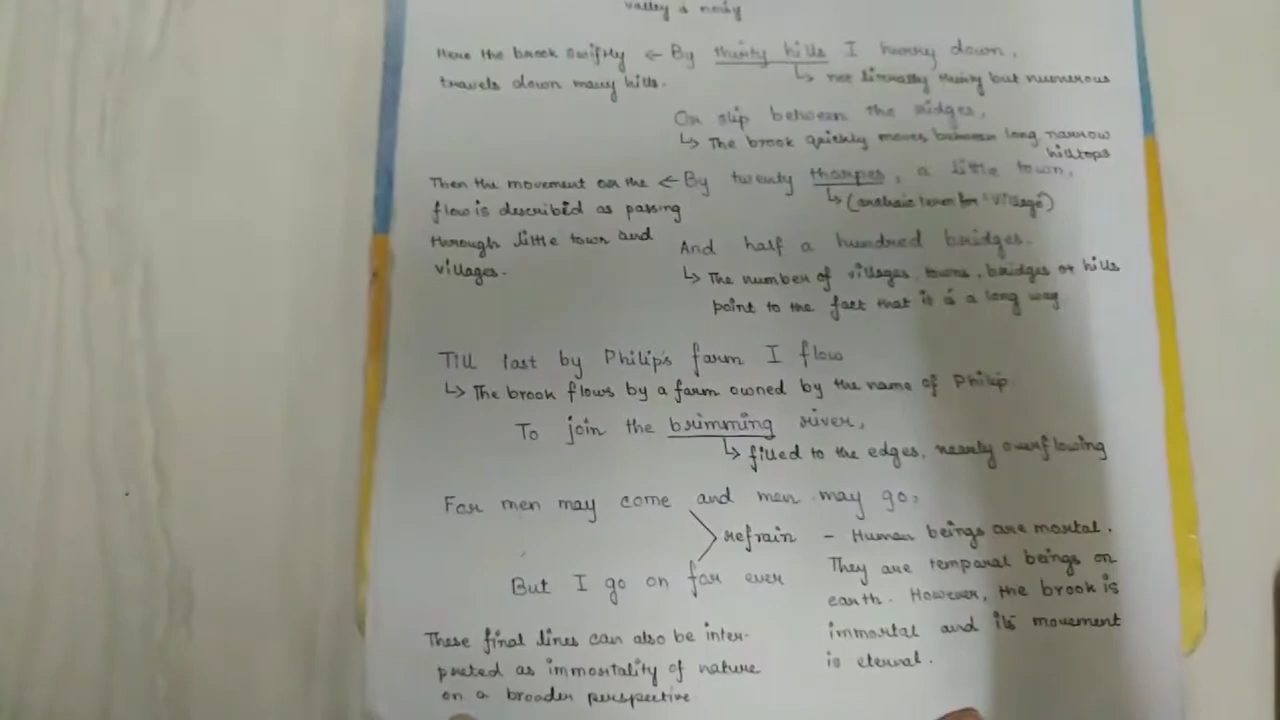 valley is noisy
Here the brook swiftly ← By thirty hills I hurry down,
travels down many hills.
↳ not literally thirty but numerous
Or slip between the ridges,
↳ The brook quickly moves between long narrow
hilltops
Then the movement or the ← By twenty thorpes, a little town,
flow is described as passing
↳ (archaic term for 'village')
through little town and
villages.
And half a hundred bridges.
↳ The number of villages, towns, bridges or hills
point to the fact that is is a long way
Till last by Philip's farm I flow
↳ The brook flows by a farm owned by the name of Philip
To join the brimming river,
↳ filled to the edges, nearly overflowing
For men may come and men may go,
refrain - Human beings are mortal.
They are temporal beings on
But I go on for ever
earth. However, the brook is
immortal and its movement
is eternal.
These final lines can also be inter-
preted as immortality of nature
on a broader perspective